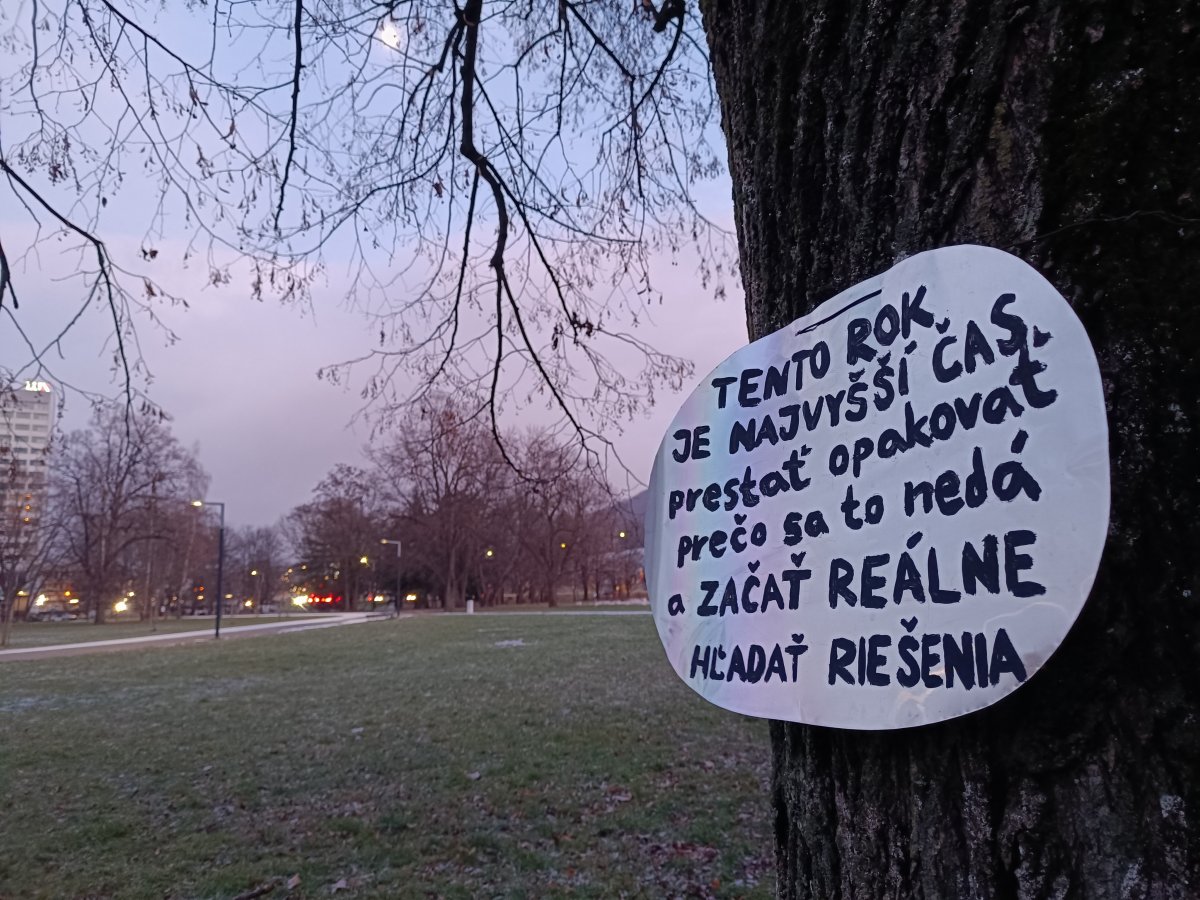 TENTO ROK
JE NAJVYŠŠÍ ČAS
prestať opakovať
prečo sa to nedá
a ZAČAŤ REÁLNE
HĽADAŤ RIEŠENIA